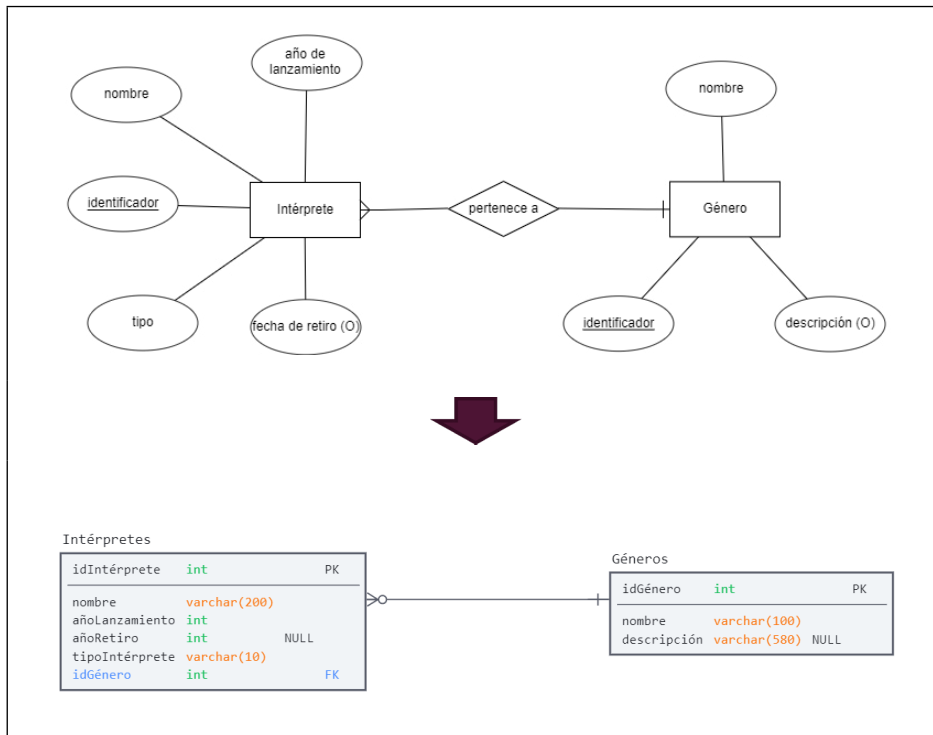 año de
lanzamiento
nombre
nombre
identificador
Intérprete
pertenece a
Género
tipo
fecha de retiro (O)
identificador
descripción (O)
Intérpretes
idIntérprete int PK
nombre varchar(200)
añoLanzamiento int
añoRetiro int NULL
tipoIntérprete varchar(10)
idGénero int FK
Géneros
idGénero int PK
nombre varchar(100)
descripción varchar(580) NULL